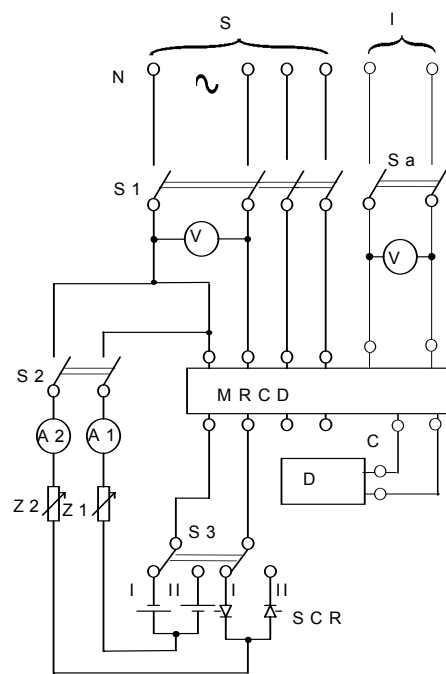 S I
N
S a
S 1
V V
S 2
M R C D
A 2 A 1
C
D
Z 2 Z 1
S 3
I II I II
S C R